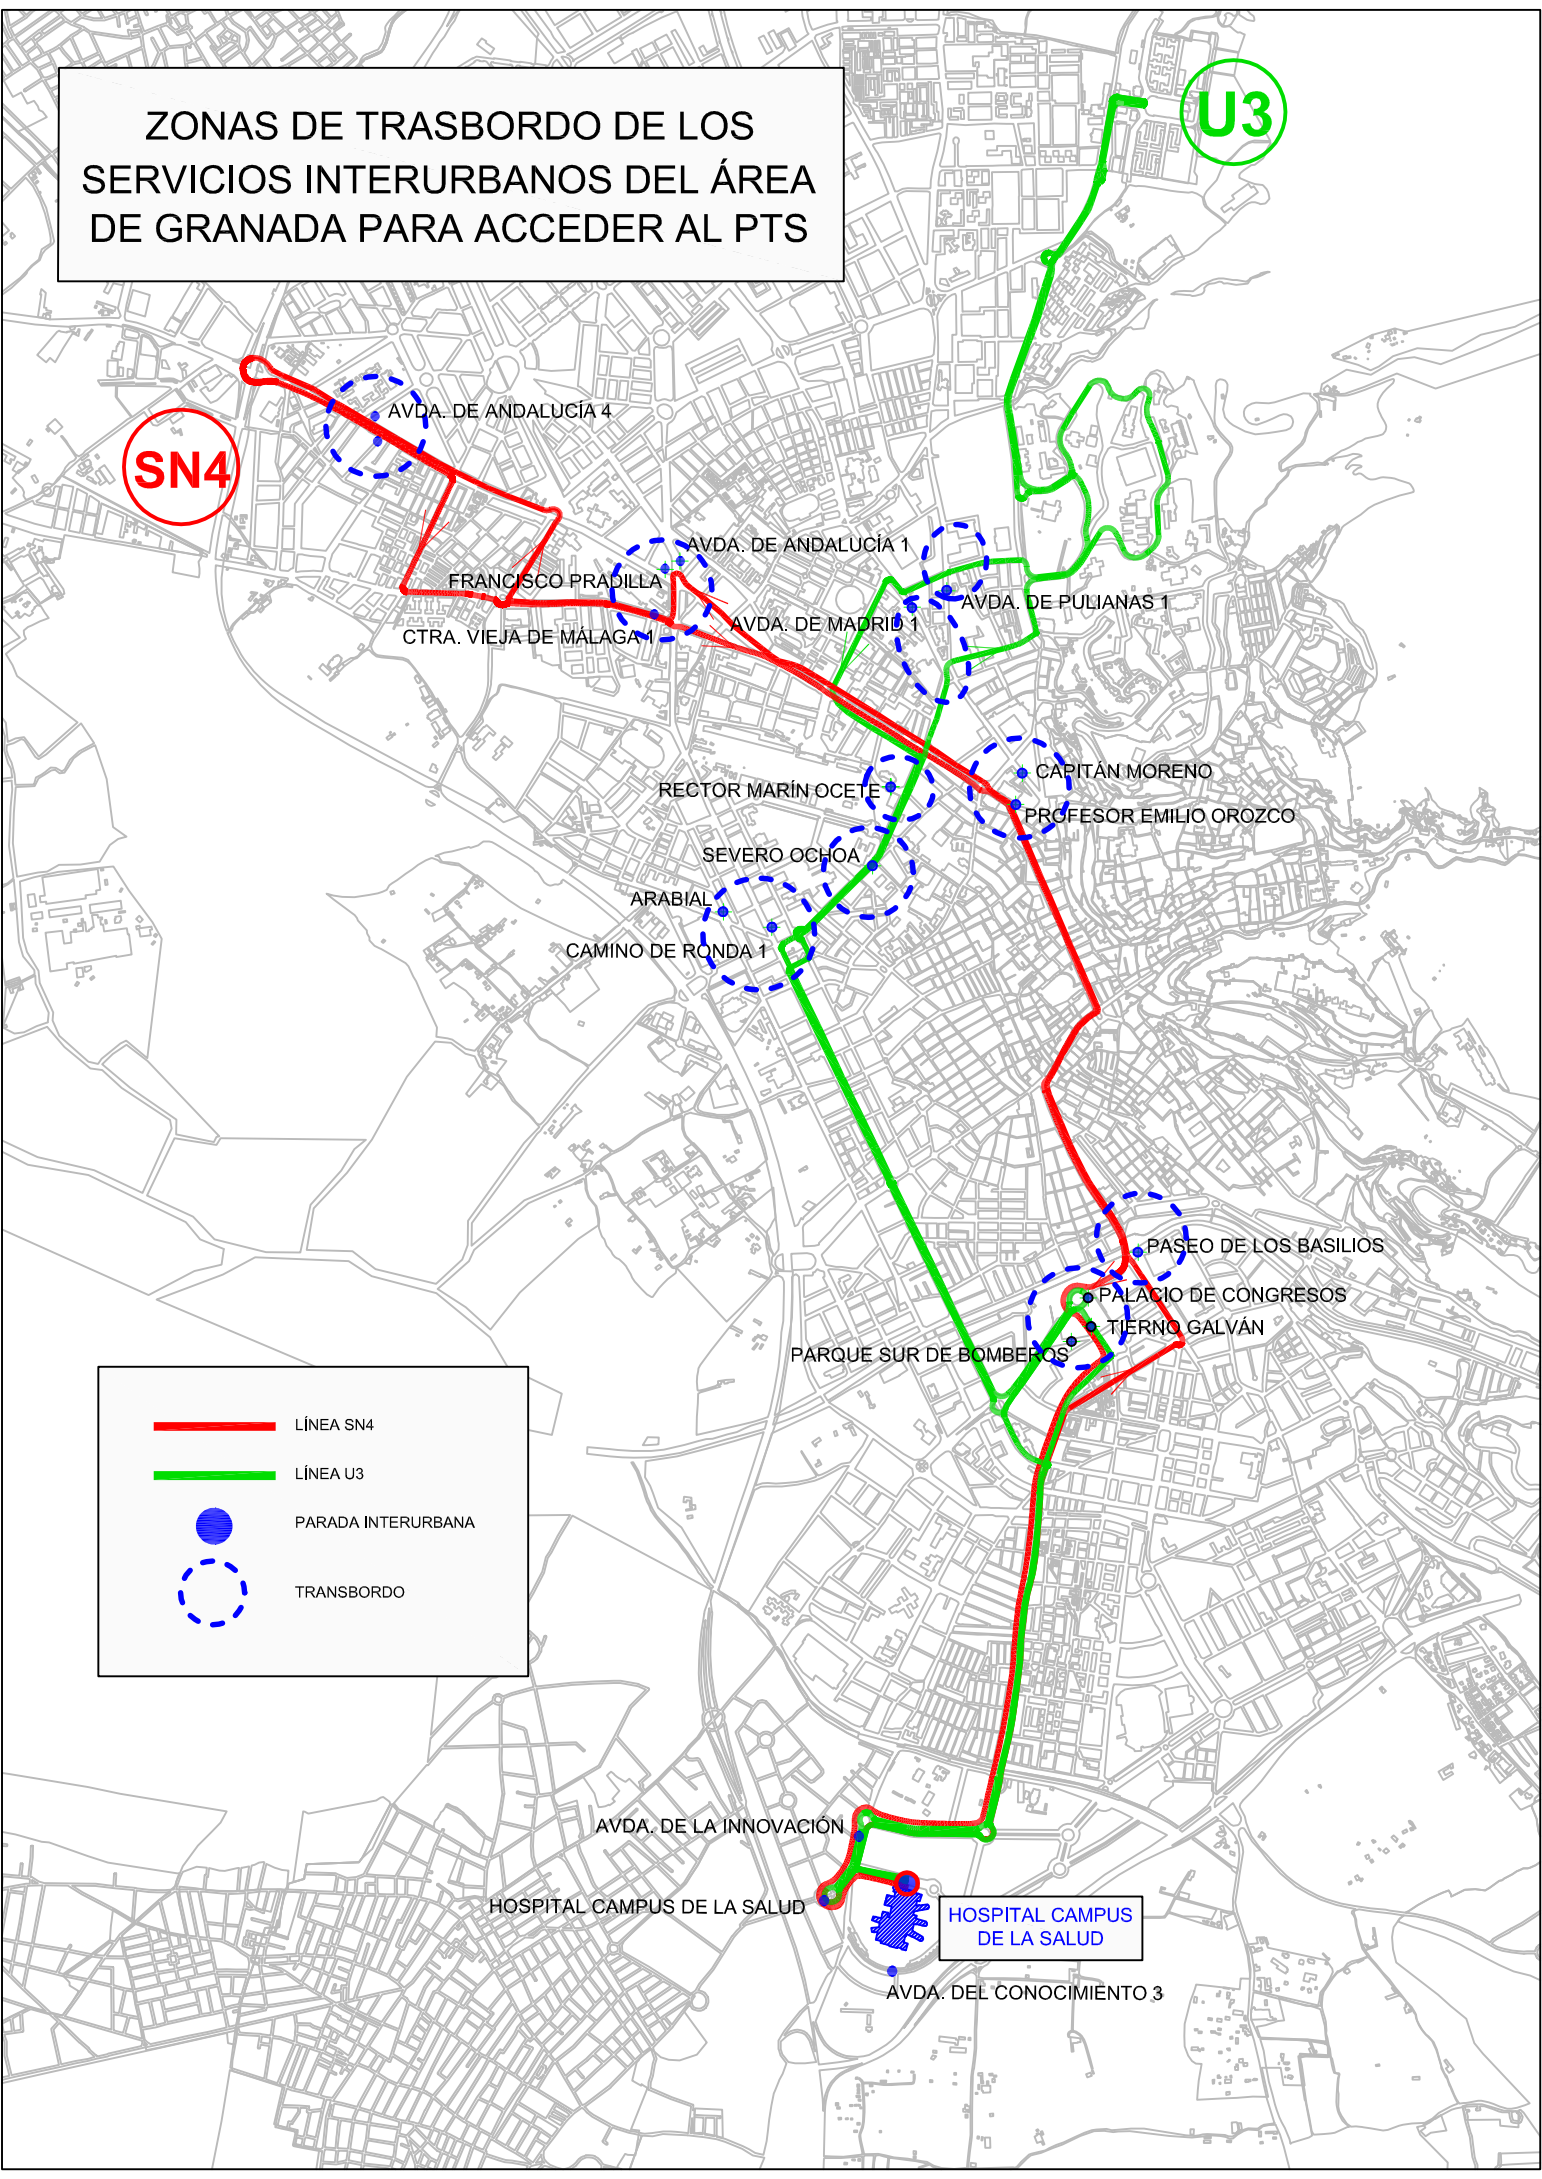 ZONAS DE TRASBORDO DE LOS
SERVICIOS INTERURBANOS DEL ÁREA
DE GRANADA PARA ACCEDER AL PTS
U3
SN4
AVDA. DE ANDALUCÍA 4
AVDA. DE ANDALUCÍA 1
FRANCISCO PRADILLA
AVDA. DE PULIANAS 1
AVDA. DE MADRID 1
CTRA. VIEJA DE MÁLAGA 1
CAPITÁN MORENO
RECTOR MARÍN OCETE
PROFESOR EMILIO OROZCO
SEVERO OCHOA
ARABIAL
CAMINO DE RONDA 1
PASEO DE LOS BASILIOS
PALACIO DE CONGRESOS
TIERNO GALVÁN
PARQUE SUR DE BOMBEROS
LÍNEA SN4
LÍNEA U3
PARADA INTERURBANA
TRANSBORDO
AVDA. DE LA INNOVACIÓN
HOSPITAL CAMPUS DE LA SALUD
HOSPITAL CAMPUS
DE LA SALUD
AVDA. DEL CONOCIMIENTO 3